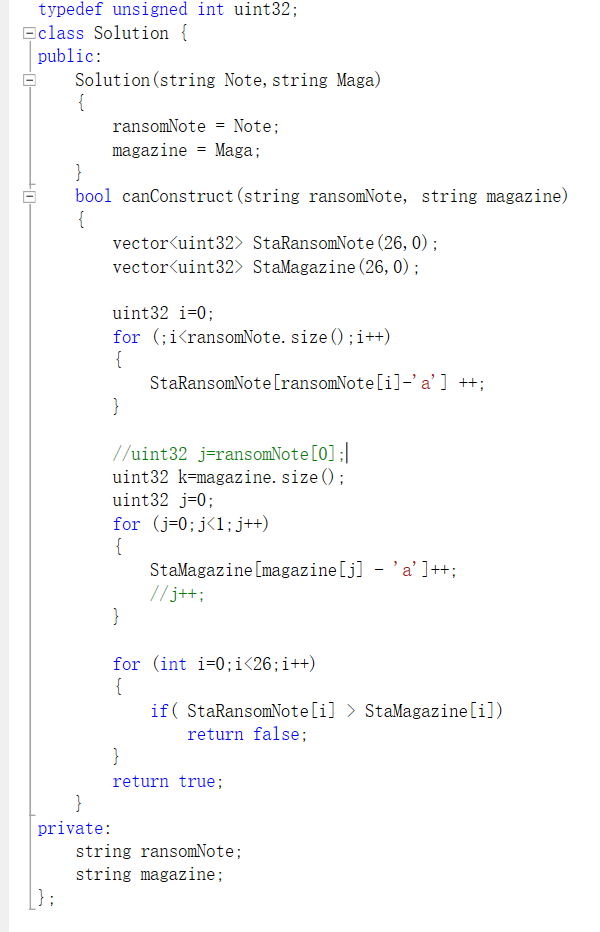 typedef unsigned int uint32;
class Solution {
public:
    Solution(string Note,string Maga)
    {
        ransomNote = Note;
        magazine = Maga;
    }
    bool canConstruct(string ransomNote, string magazine)
    {
        vector<uint32> StaRansomNote(26,0);
        vector<uint32> StaMagazine(26,0);

        uint32 i=0;
        for (;i<ransomNote.size();i++)
        {
            StaRansomNote[ransomNote[i]-'a'] ++;
        }

        //uint32 j=ransomNote[0];
        uint32 k=magazine.size();
        uint32 j=0;
        for (j=0;j<1;j++)
        {
            StaMagazine[magazine[j] - 'a']++;
            //j++;
        }

        for (int i=0;i<26;i++)
        {
            if( StaRansomNote[i] > StaMagazine[i])
                return false;
        }
        return true;
    }
private:
    string ransomNote;
    string magazine;
};